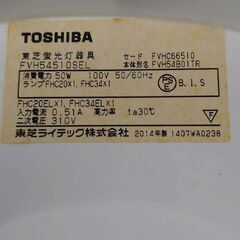 TOSHIBA
東芝蛍光灯器具
セード FVHC66510
FVH54510SEL
本体形名 FVH54B01TR
消費電力 50W 100V 50/60Hz
ランプFHC20X1, FHC34X1
PS E
B.I.S
FHC20ELX1, FHC34ELX1
入力電流 0.51A 高力率 ta30℃
二次電圧 310V
東芝ライテック株式会社 2014年製 1407WA0236